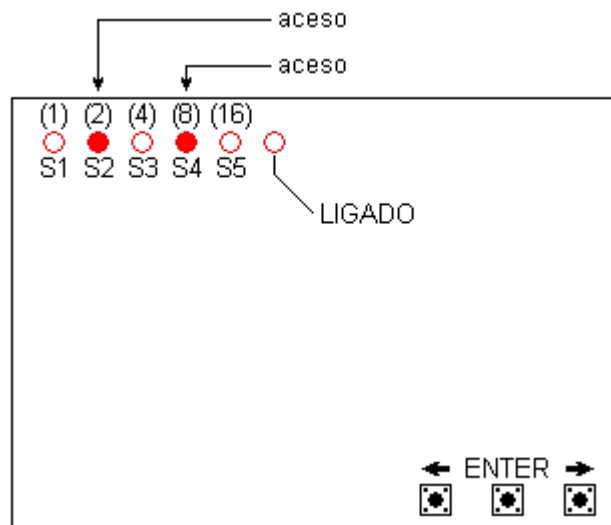 aceso
aceso
(1) (2) (4) (8) (16)
S1 S2 S3 S4 S5
LIGADO
ENTER